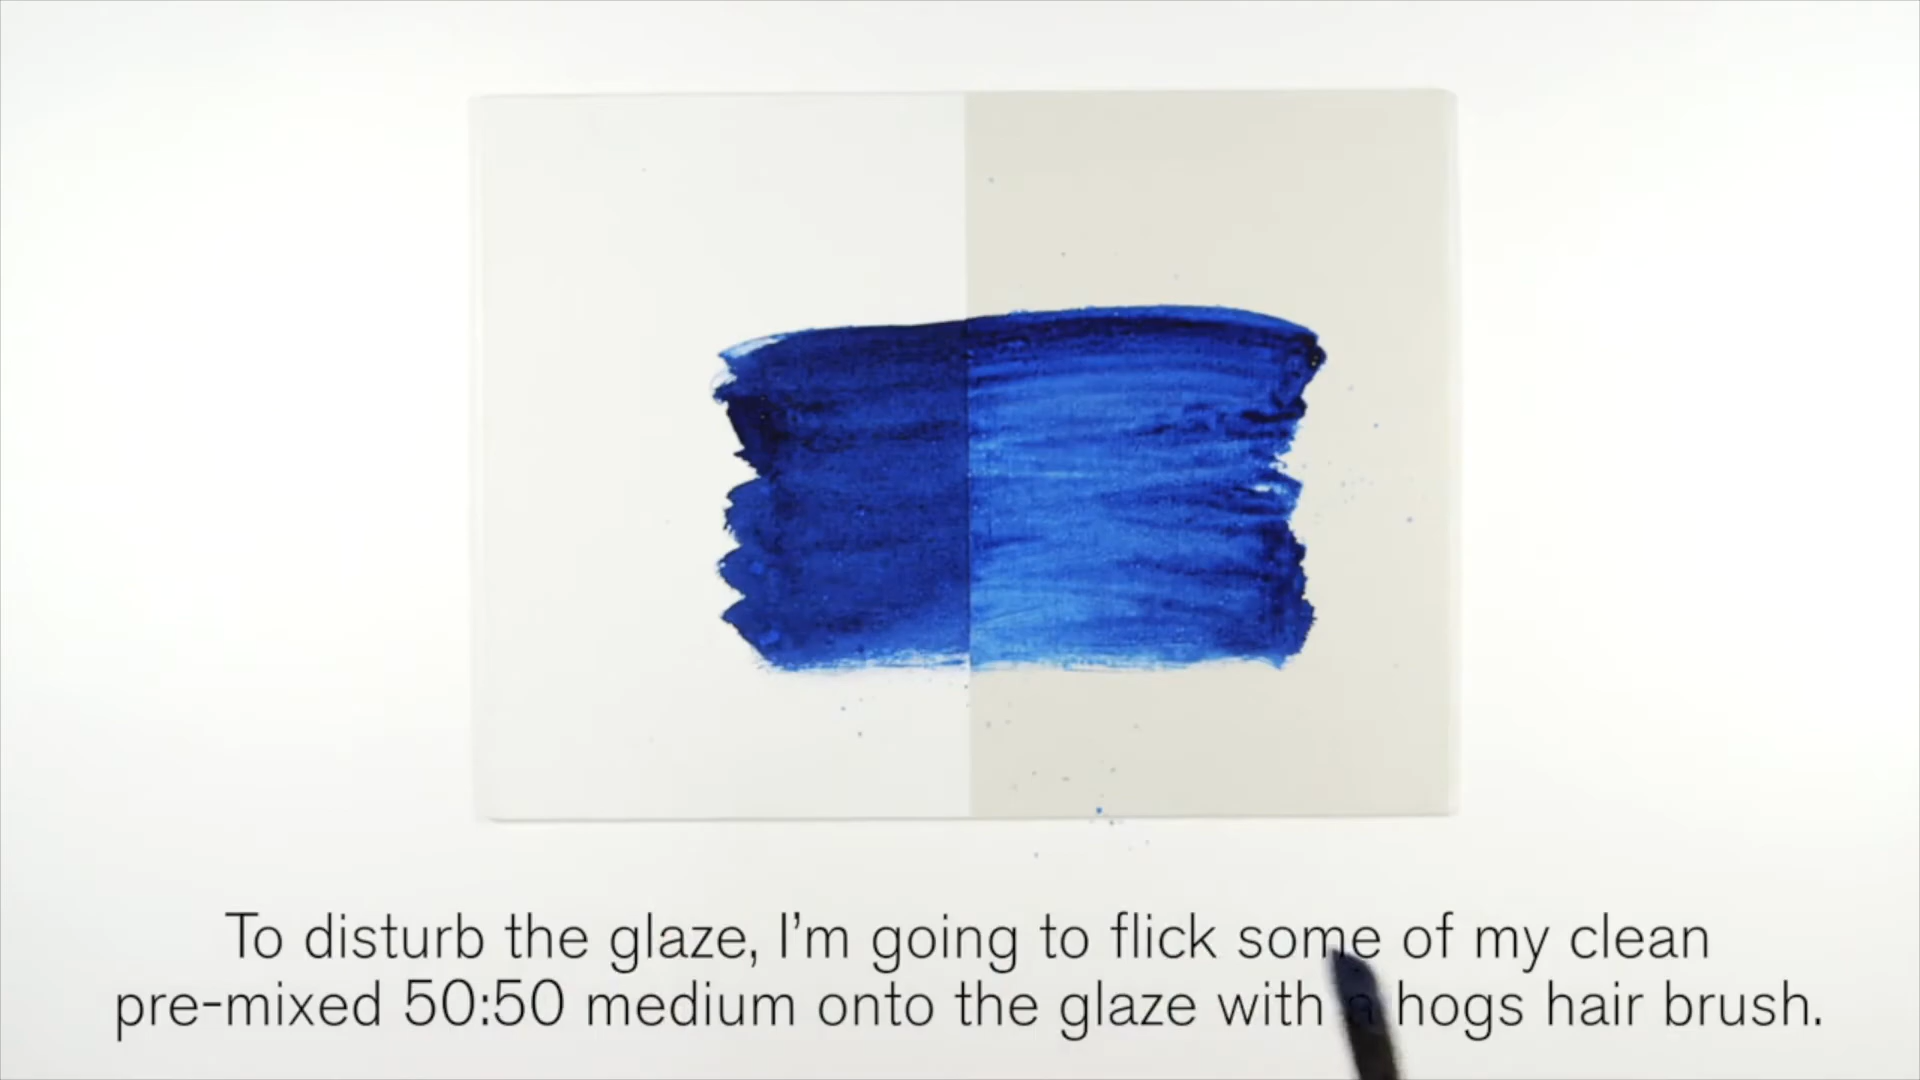 To disturb the glaze, I'm going to flick some of my clean
pre-mixed 50:50 medium onto the glaze with a hogs hair brush.